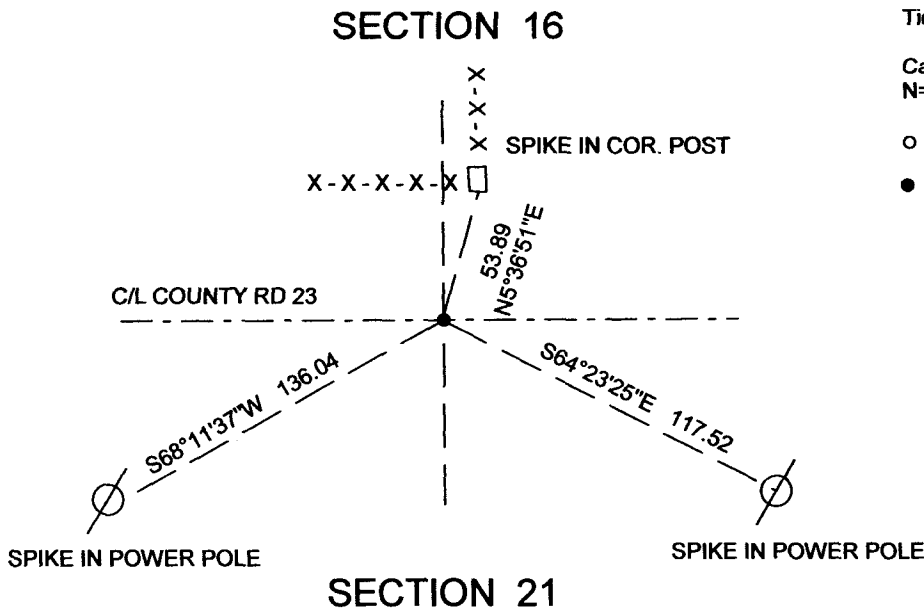 SECTION 16
X-X-X
SPIKE IN COR. POST
X-X-X-X-X
53.89
N5°36'51"E
C/L COUNTY RD 23
S68°11'37"W 136.04
S64°23'25"E 117.52
SPIKE IN POWER POLE
SPIKE IN POWER POLE
SECTION 21
N=